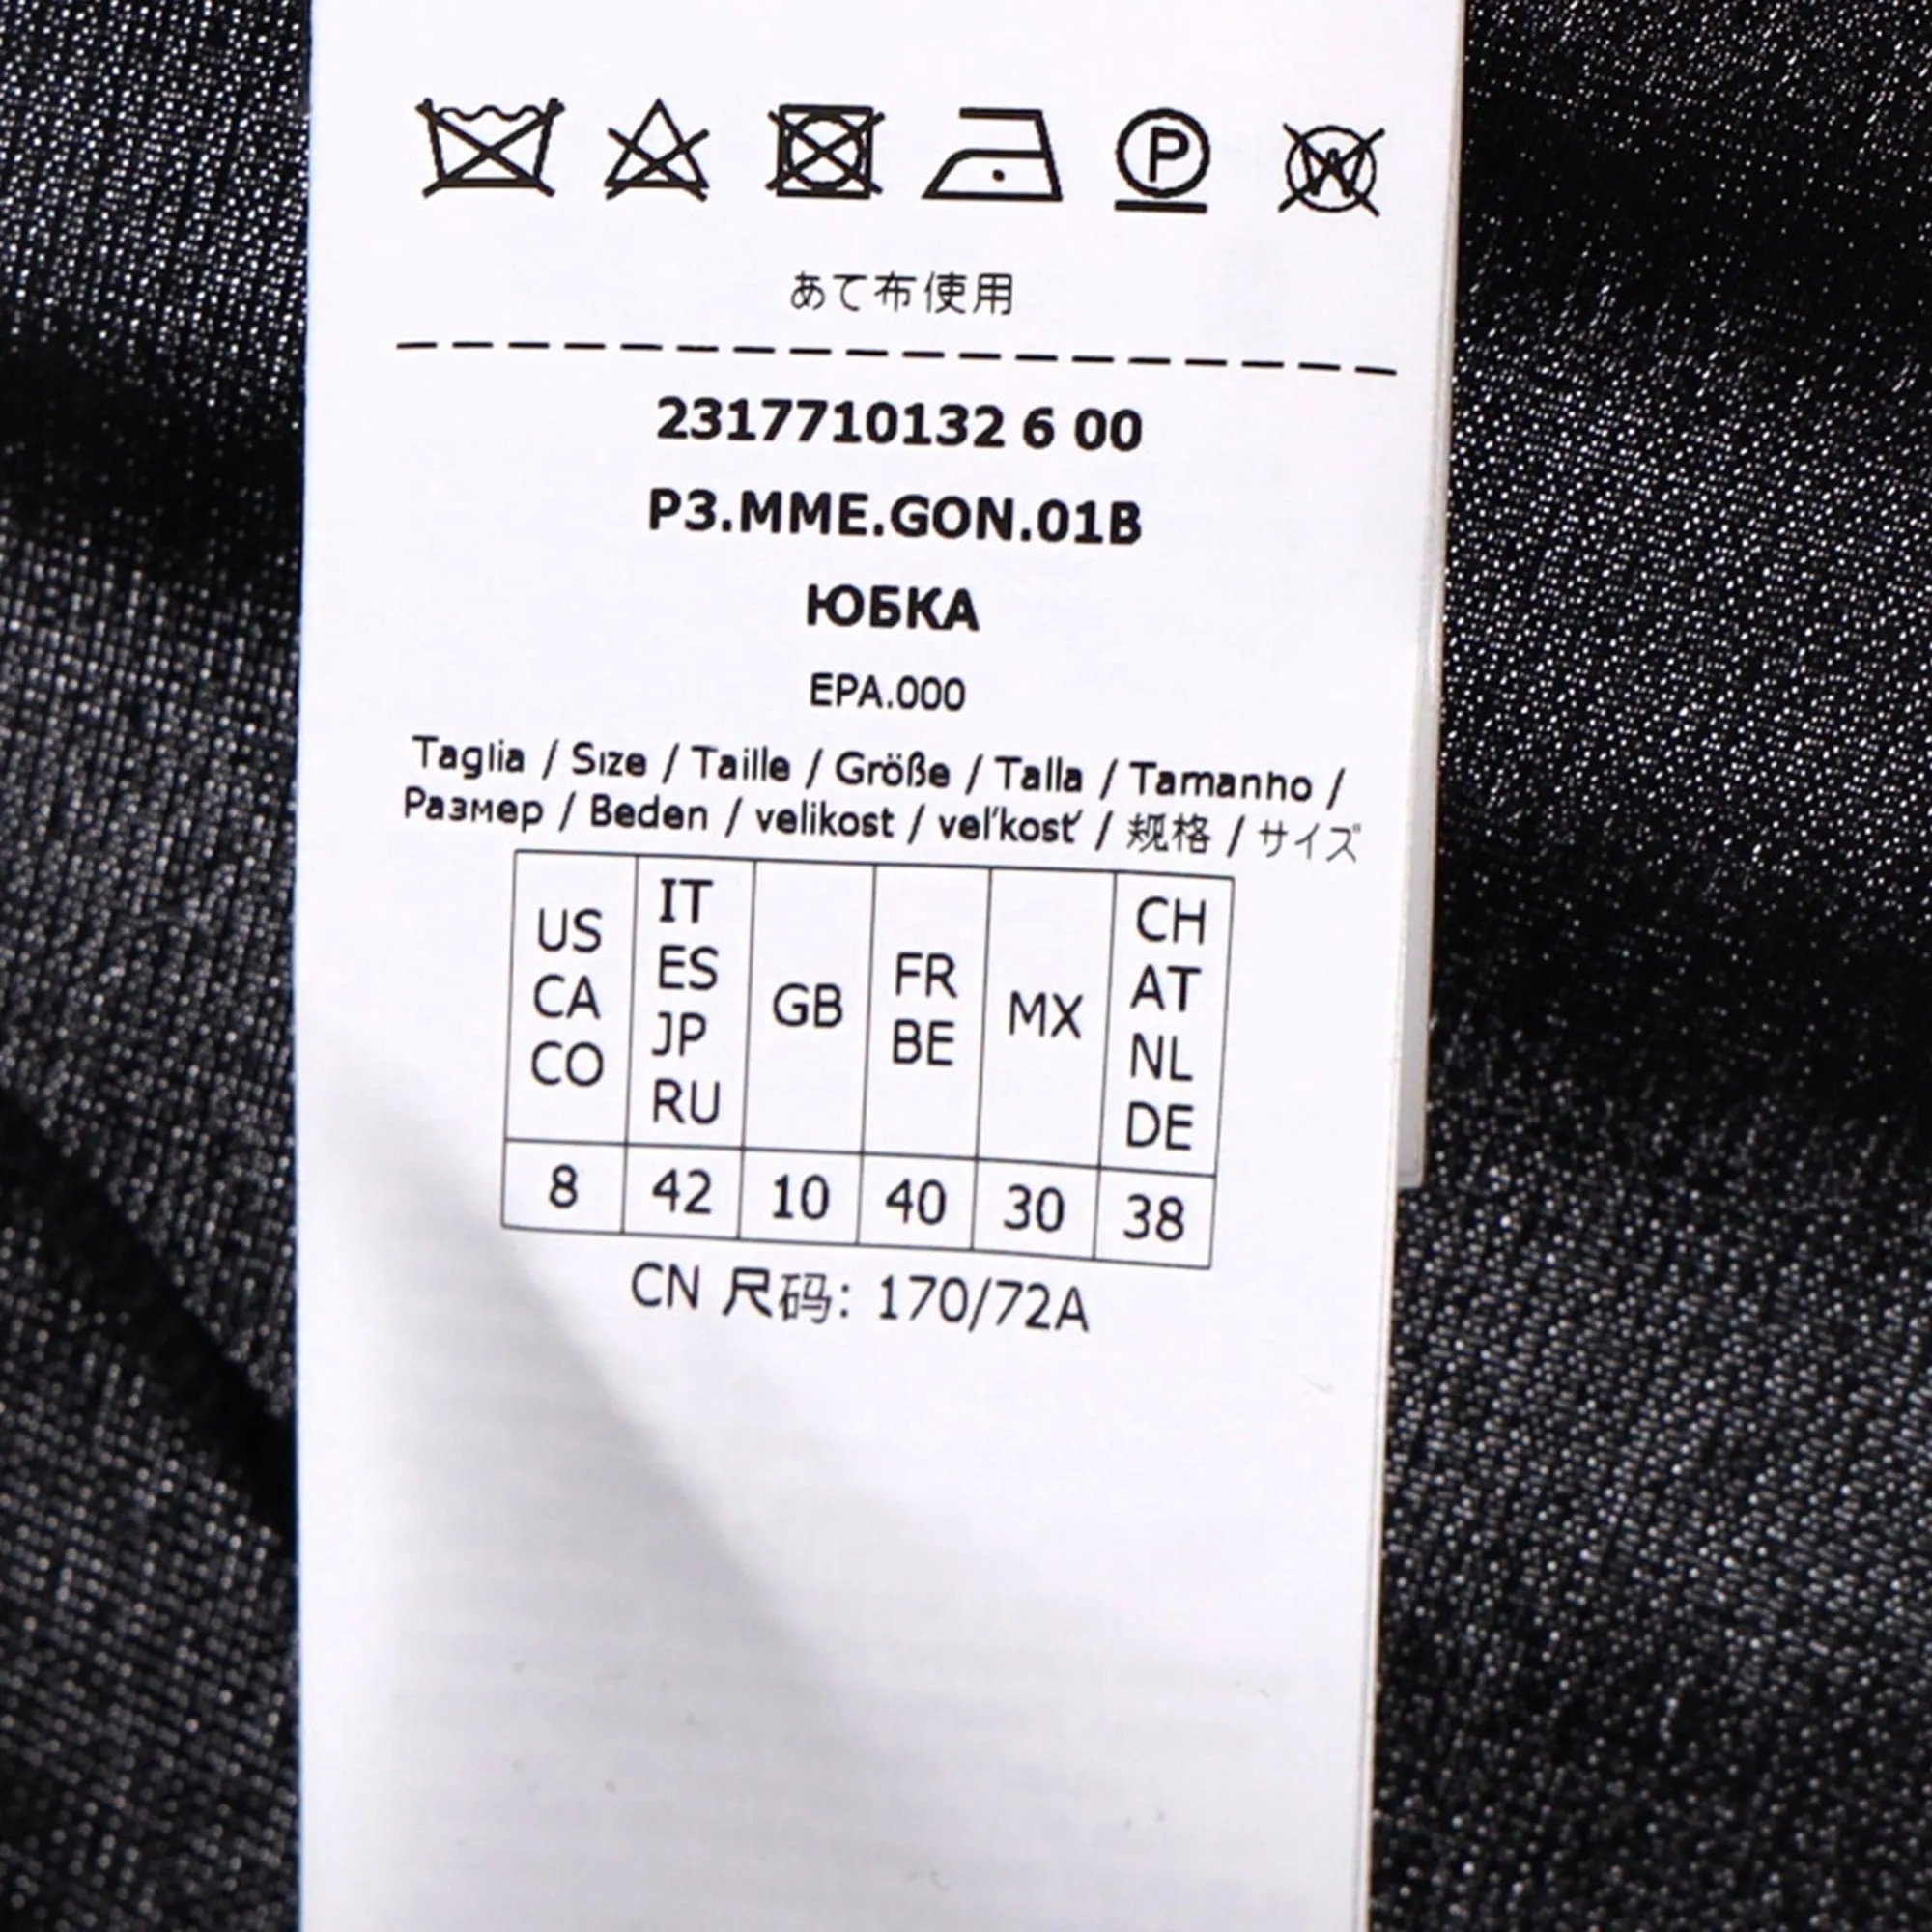 P
W
あて布使用
2317710132 6 00
P3.MME.GON.01B
ЮБКА
EPA.000
Taglia / Size / Taille / Größe / Talla / Tamanho /
Размер / Beden / velikost / veľkosť / 规格 / サイズ
US CA CO
IT ES JP RU
GB
FR BE
MX
CH AT NL DE
8 42 10 40 30 38
CN 尺码: 170/72A